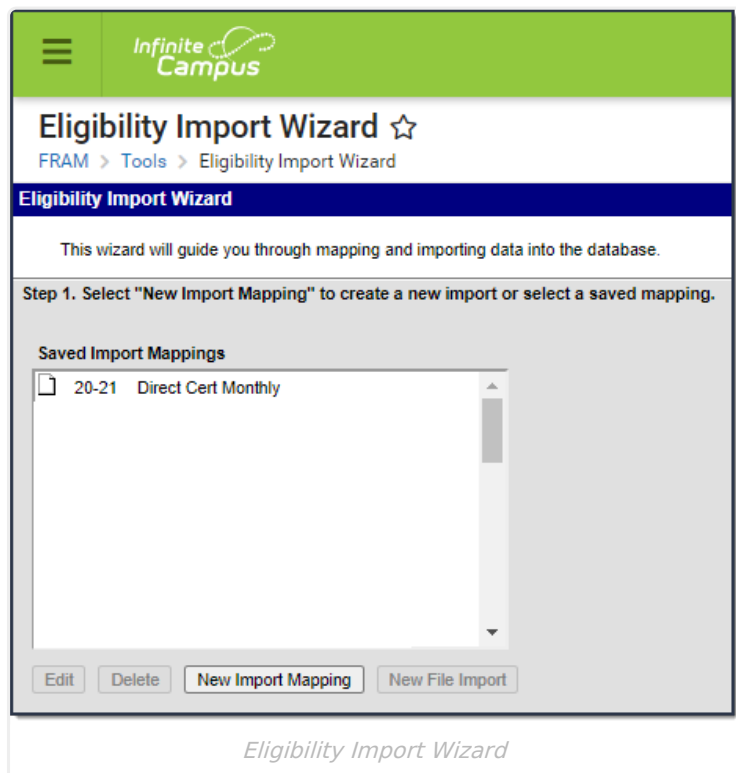 Infinite
Campus
Eligibility Import Wizard
FRAM > Tools > Eligibility Import Wizard
Eligibility Import Wizard
This wizard will guide you through mapping and importing data into the database.
Step 1. Select "New Import Mapping" to create a new import or select a saved mapping.
Saved Import Mappings
20-21 Direct Cert Monthly
Edit Delete New Import Mapping New File Import
Eligibility Import Wizard